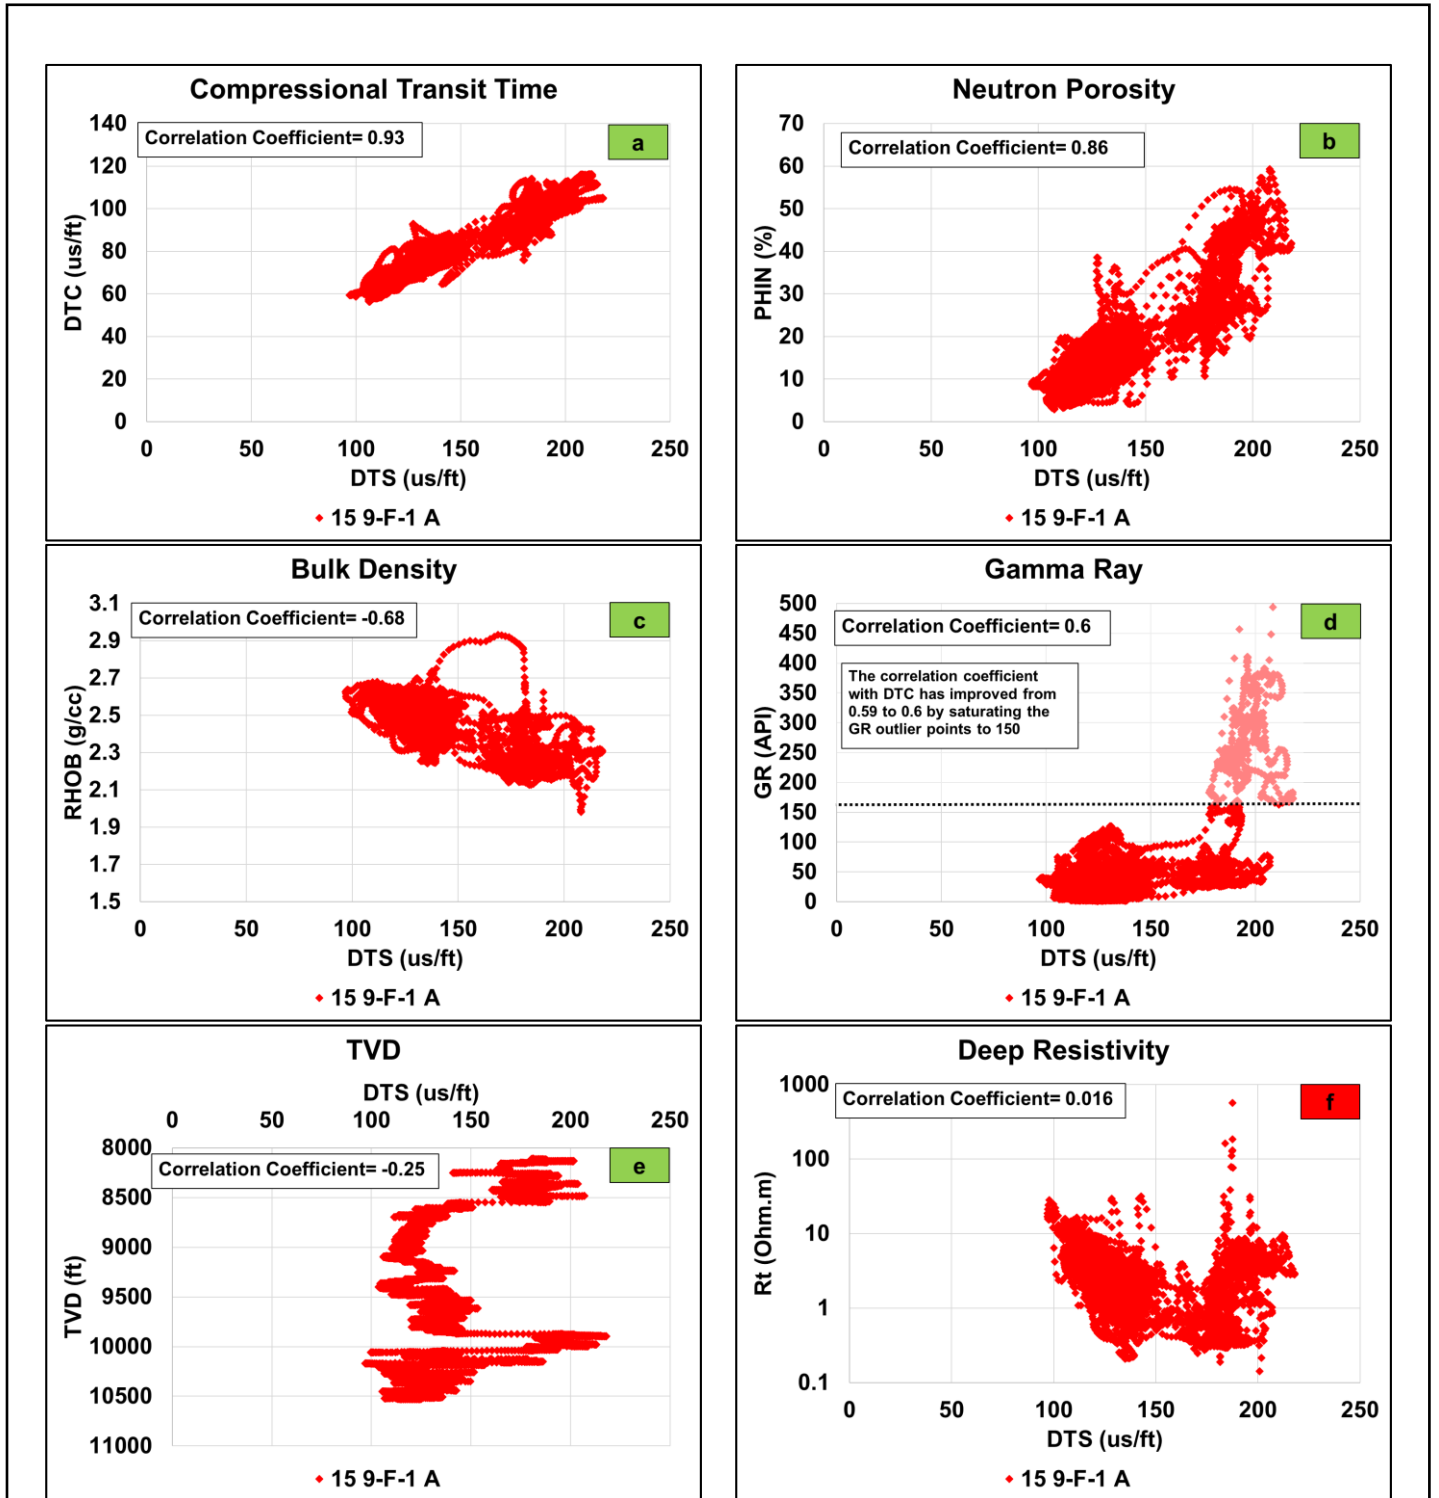 Compressional Transit Time
Correlation Coefficient= 0.93
a
140
120
100
80
60
40
20
0
DTC (us/ft)
0 50 100 150 200 250
DTS (us/ft)
15 9-F-1 A
Neutron Porosity
Correlation Coefficient= 0.86
b
70
60
50
40
30
20
10
0
PHIN (%)
0 50 100 150 200 250
DTS (us/ft)
15 9-F-1 A
Bulk Density
Correlation Coefficient= -0.68
c
3.1
2.9
2.7
2.5
2.3
2.1
1.9
1.7
1.5
RHOB (g/cc)
0 50 100 150 200 250
DTS (us/ft)
15 9-F-1 A
Gamma Ray
Correlation Coefficient= 0.6
d
The correlation coefficient
with DTC has improved from
0.59 to 0.6 by saturating the
GR outlier points to 150
500
450
400
350
300
250
200
150
100
50
0
GR (API)
0 50 100 150 200 250
DTS (us/ft)
15 9-F-1 A
TVD
DTS (us/ft)
0 50 100 150 200 250
Correlation Coefficient= -0.25
e
8000
8500
9000
9500
10000
10500
11000
TVD (ft)
15 9-F-1 A
Deep Resistivity
Correlation Coefficient= 0.016
f
1000
100
10
1
0.1
Rt (Ohm.m)
0 50 100 150 200 250
DTS (us/ft)
15 9-F-1 A